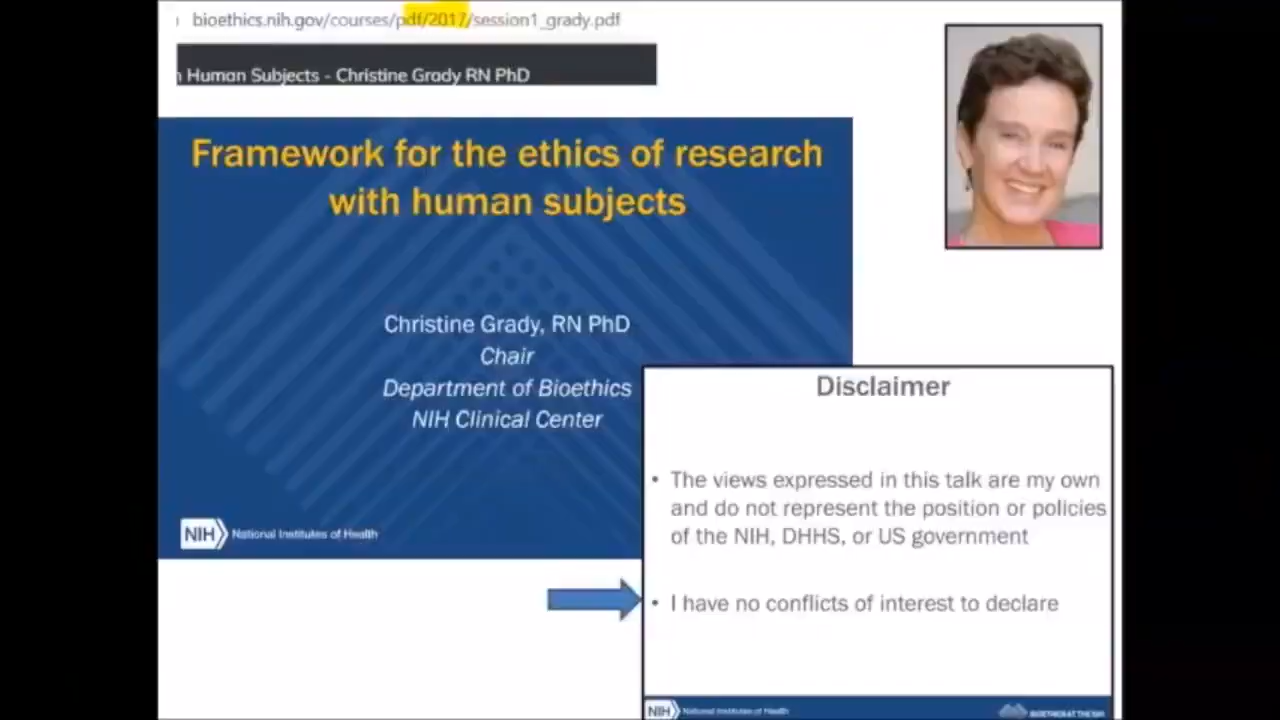 bioethics.nih.gov/courses/pdf/2017/session1_grady.pdf
Human Subjects - Christine Grady RN PhD
Framework for the ethics of research
with human subjects
Christine Grady, RN PhD
Chair
Department of Bioethics
NIH Clinical Center
NIH National Institutes of Health
Disclaimer
• The views expressed in this talk are my own
and do not represent the position or policies
of the NIH, DHHS, or US government
• I have no conflicts of interest to declare
NIH National Institutes of Health
BIOETHICS AT THE NIH